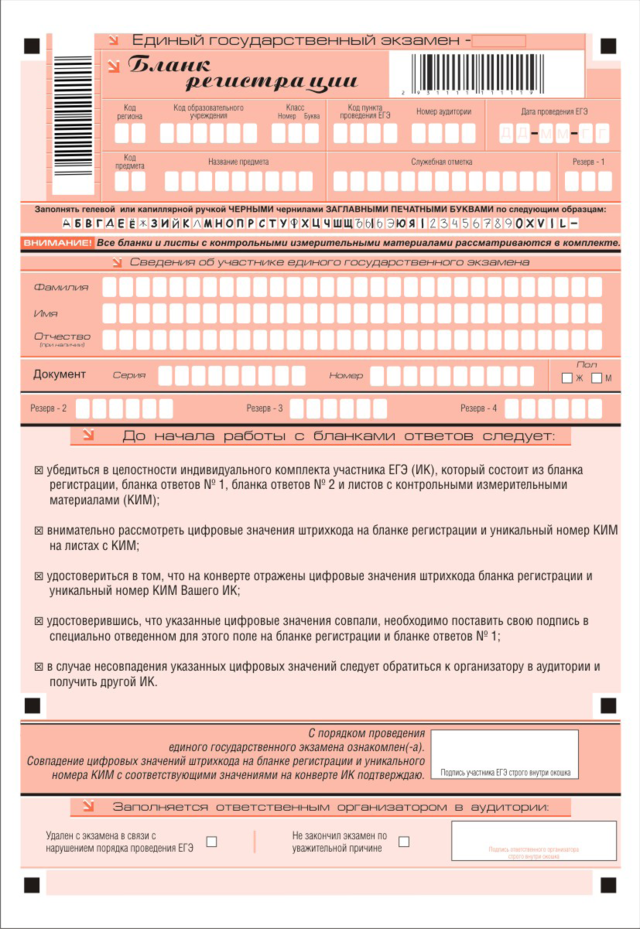 Единый государственный экзамен -
Бланк
регистрации
Код региона
Код образовательного учреждения
Класс
Номер Буква
Код пункта проведения ЕГЭ
Номер аудитории
Дата проведения ЕГЭ
ДД-ММ-ГГ
Код предмета
Название предмета
Служебная отметка
Резерв - 1
Заполнять гелевой или капиллярной ручкой ЧЕРНЫМИ чернилами ЗАГЛАВНЫМИ ПЕЧАТНЫМИ БУКВАМИ по следующим образцам:
АБВГДЕЁЖЗИЙКЛМНОПРСТУФХЦЧШЩЪЫЬЭЮЯ1234567890XVIL-
ВНИМАНИЕ! Все бланки и листы с контрольными измерительными материалами рассматриваются в комплекте.
Сведения об участнике единого государственного экзамена
Фамилия
Имя
Отчество
(при наличии)
Пол
Документ Серия Номер Ж М
Резерв - 2 Резерв - 3 Резерв - 4
До начала работы с бланками ответов следует:
☒ убедиться в целостности индивидуального комплекта участника ЕГЭ (ИК), который состоит из бланка
регистрации, бланка ответов № 1, бланка ответов № 2 и листов с контрольными измерительными
материалами (КИМ);
☒ внимательно рассмотреть цифровые значения штрихкода на бланке регистрации и уникальный номер КИМ
на листах с КИМ;
☒ удостовериться в том, что на конверте отражены цифровые значения штрихкода бланка регистрации и
уникальный номер КИМ Вашего ИК;
☒ удостоверившись, что указанные цифровые значения совпали, необходимо поставить свою подпись в
специально отведенном для этого поле на бланке регистрации и бланке ответов № 1;
☒ в случае несовпадения указанных цифровых значений следует обратиться к организатору в аудитории и
получить другой ИК.
С порядком проведения
единого государственного экзамена ознакомлен(-а).
Совпадение цифровых значений штрихкода на бланке регистрации и уникального
номера КИМ с соответствующими значениями на конверте ИК подтверждаю.
Подпись участника ЕГЭ строго внутри окошка
Заполняется ответственным организатором в аудитории:
Удален с экзамена в связи с
нарушением порядка проведения ЕГЭ
Не закончил экзамен по
уважительной причине
Подпись ответственного организатора
строго внутри окошка